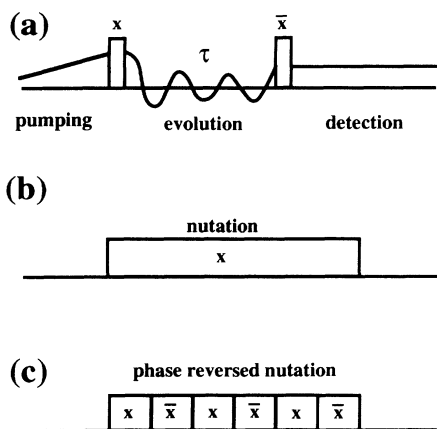 (a)
x x̄
τ
pumping evolution detection
(b)
nutation
x
(c)
phase reversed nutation
x x̄ x x̄ x x̄